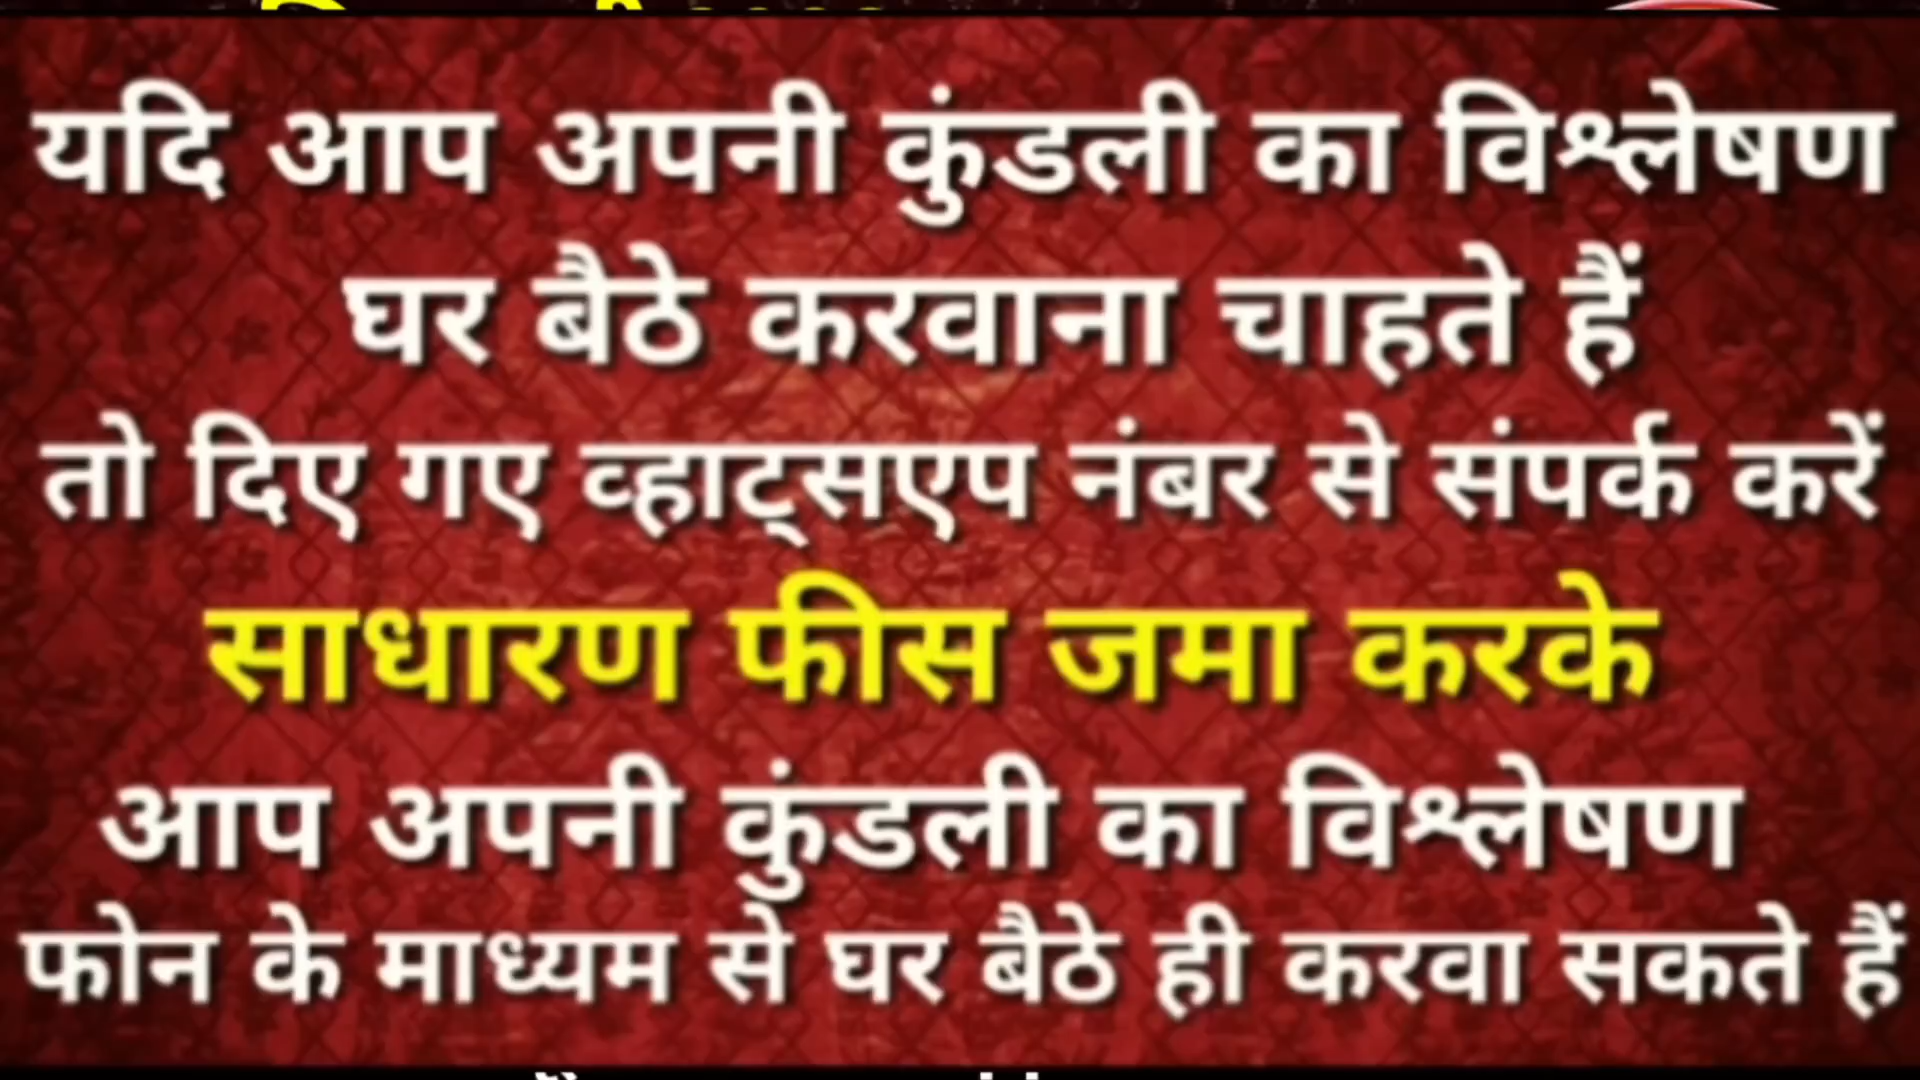 यदि आप अपनी कुंडली का विश्लेषण
घर बैठे करवाना चाहते हैं
तो दिए गए व्हाट्सएप नंबर से संपर्क करें
साधारण फीस जमा करके
आप अपनी कुंडली का विश्लेषण
फोन के माध्यम से घर बैठे ही करवा सकते हैं